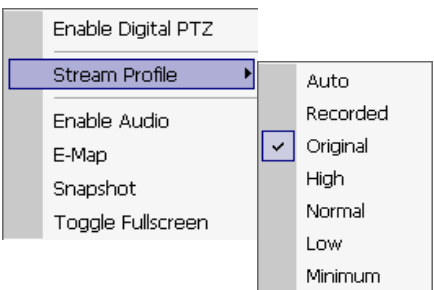 Enable Digital PTZ
Stream Profile
Enable Audio
E-Map
Snapshot
Toggle Fullscreen
Auto
Recorded
Original
High
Normal
Low
Minimum